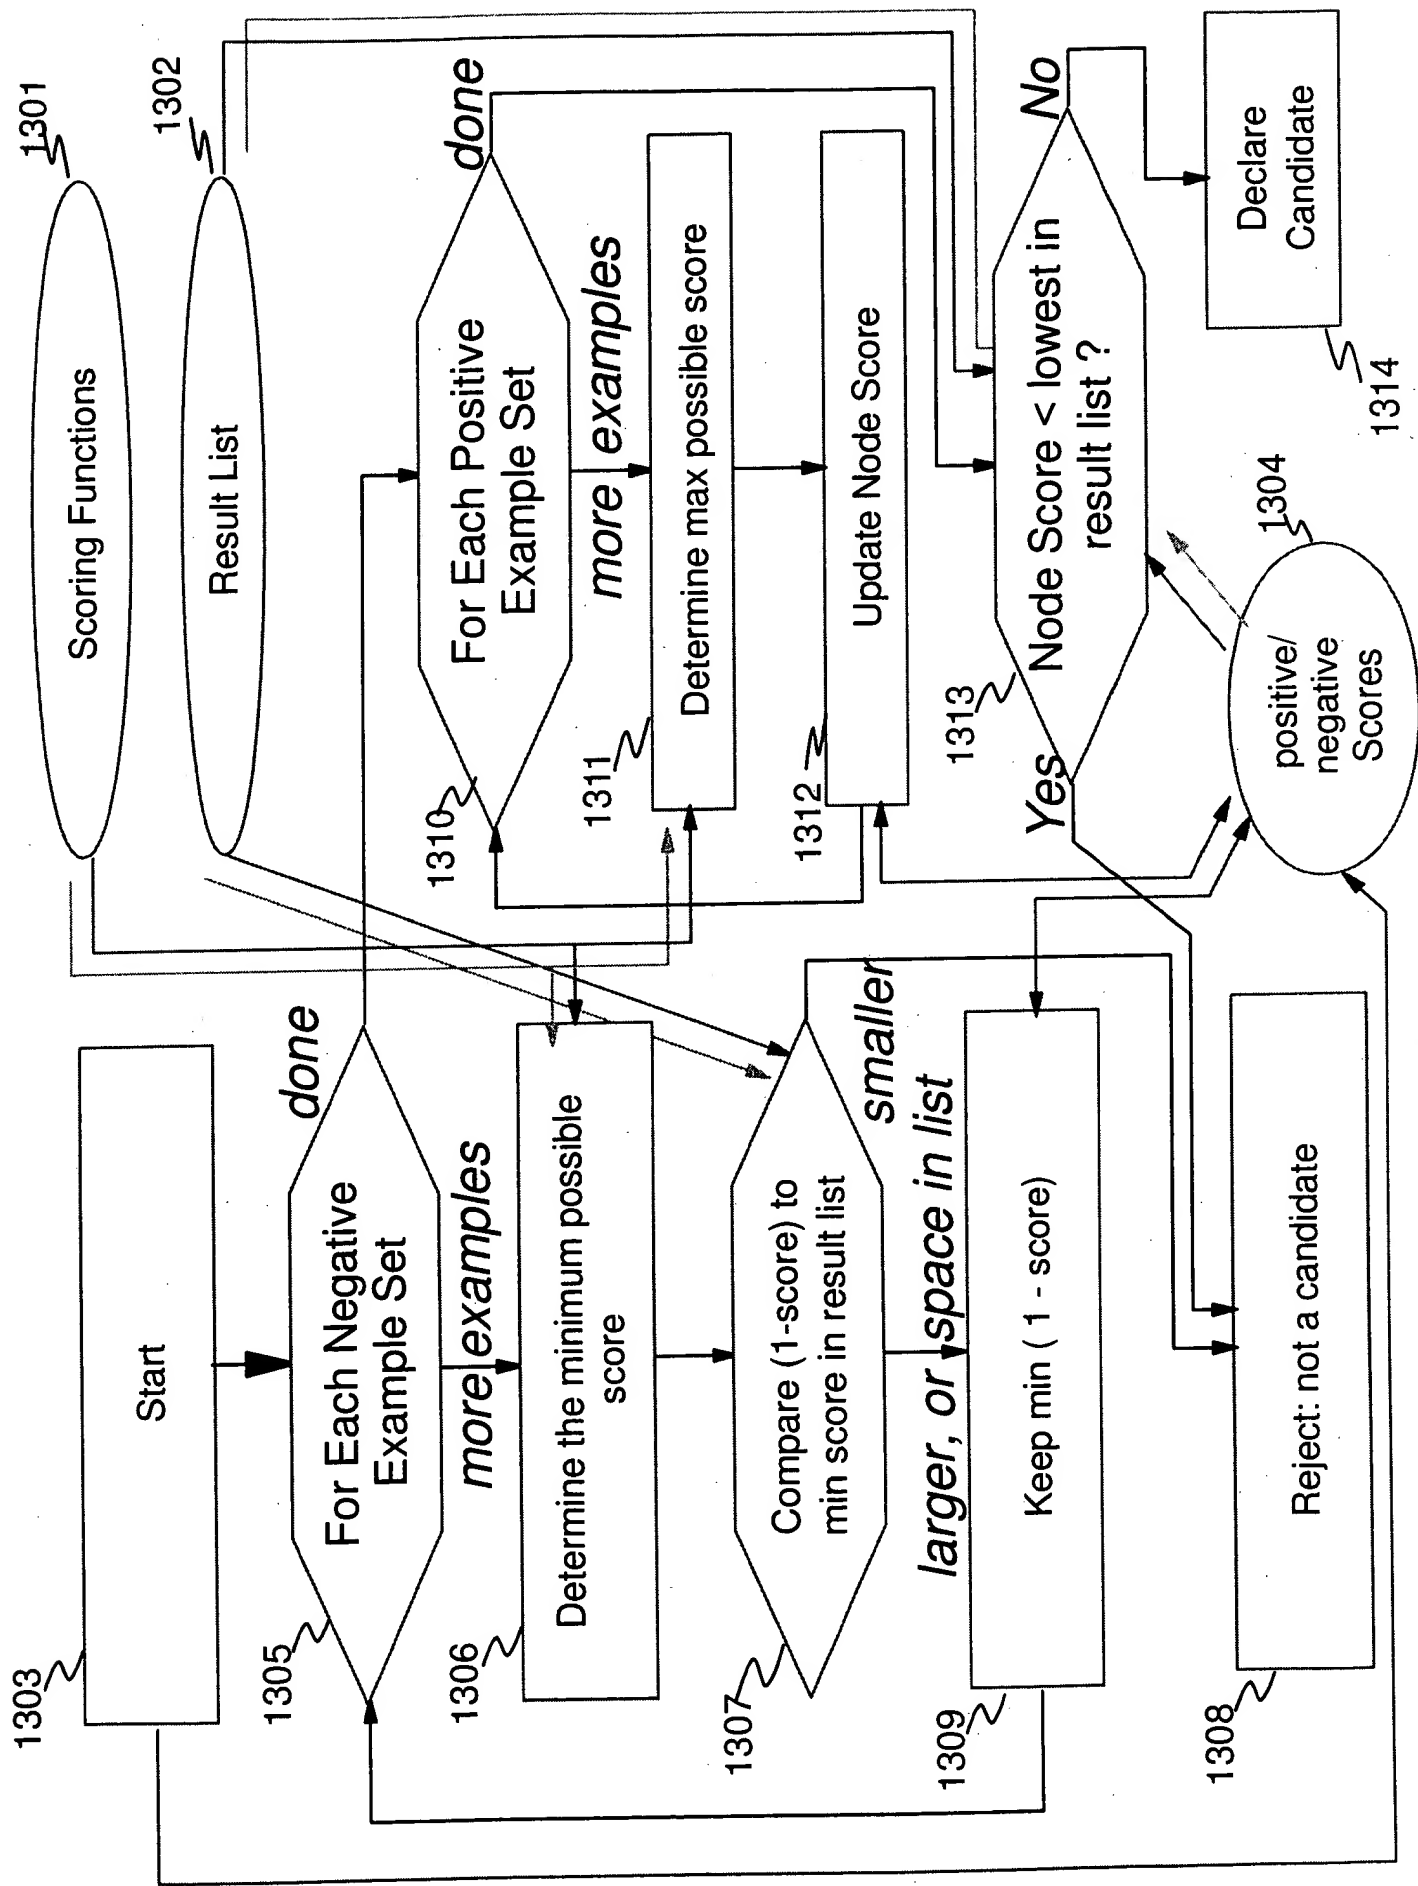 1301
Scoring Functions
1302
Result List
1303
Start
1305
For Each Negative
Example Set
done
more examples
1306
Determine the minimum possible
score
1307
Compare (1-score) to
min score in result list
smaller
larger, or space in list
1309
Keep min ( 1 - score)
1308
Reject: not a candidate
1310
For Each Positive
Example Set
done
more examples
1311
Determine max possible score
1312
Update Node Score
1313
Node Score < lowest in
result list ?
Yes
No
1304
positive/
negative
Scores
1314
Declare
Candidate